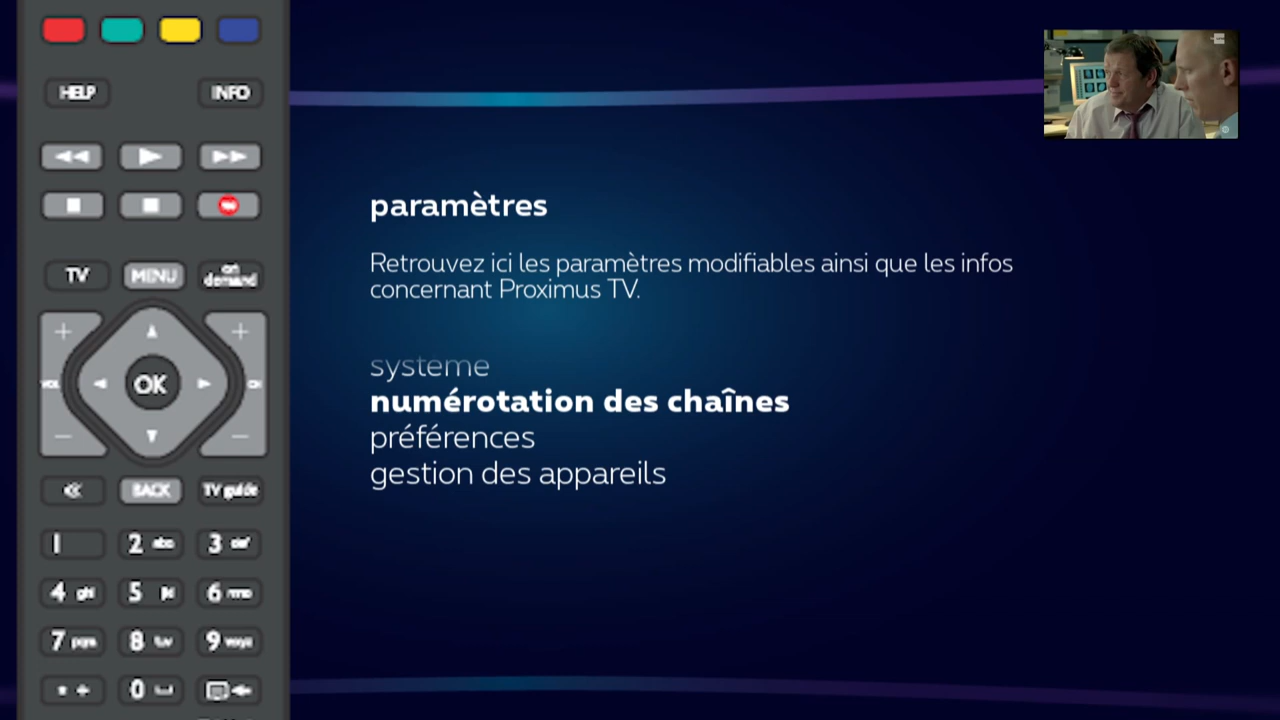 HELP INFO
TV MENU on demand
+ +
VOL OK CH
- -
BACK TV guide
1 2 abc 3 def
4 ghi 5 jkl 6 mno
7 pqrs 8 tuv 9 wxyz
* + 0
paramètres
Retrouvez ici les paramètres modifiables ainsi que les infos
concernant Proximus TV.
systeme
numérotation des chaînes
préférences
gestion des appareils